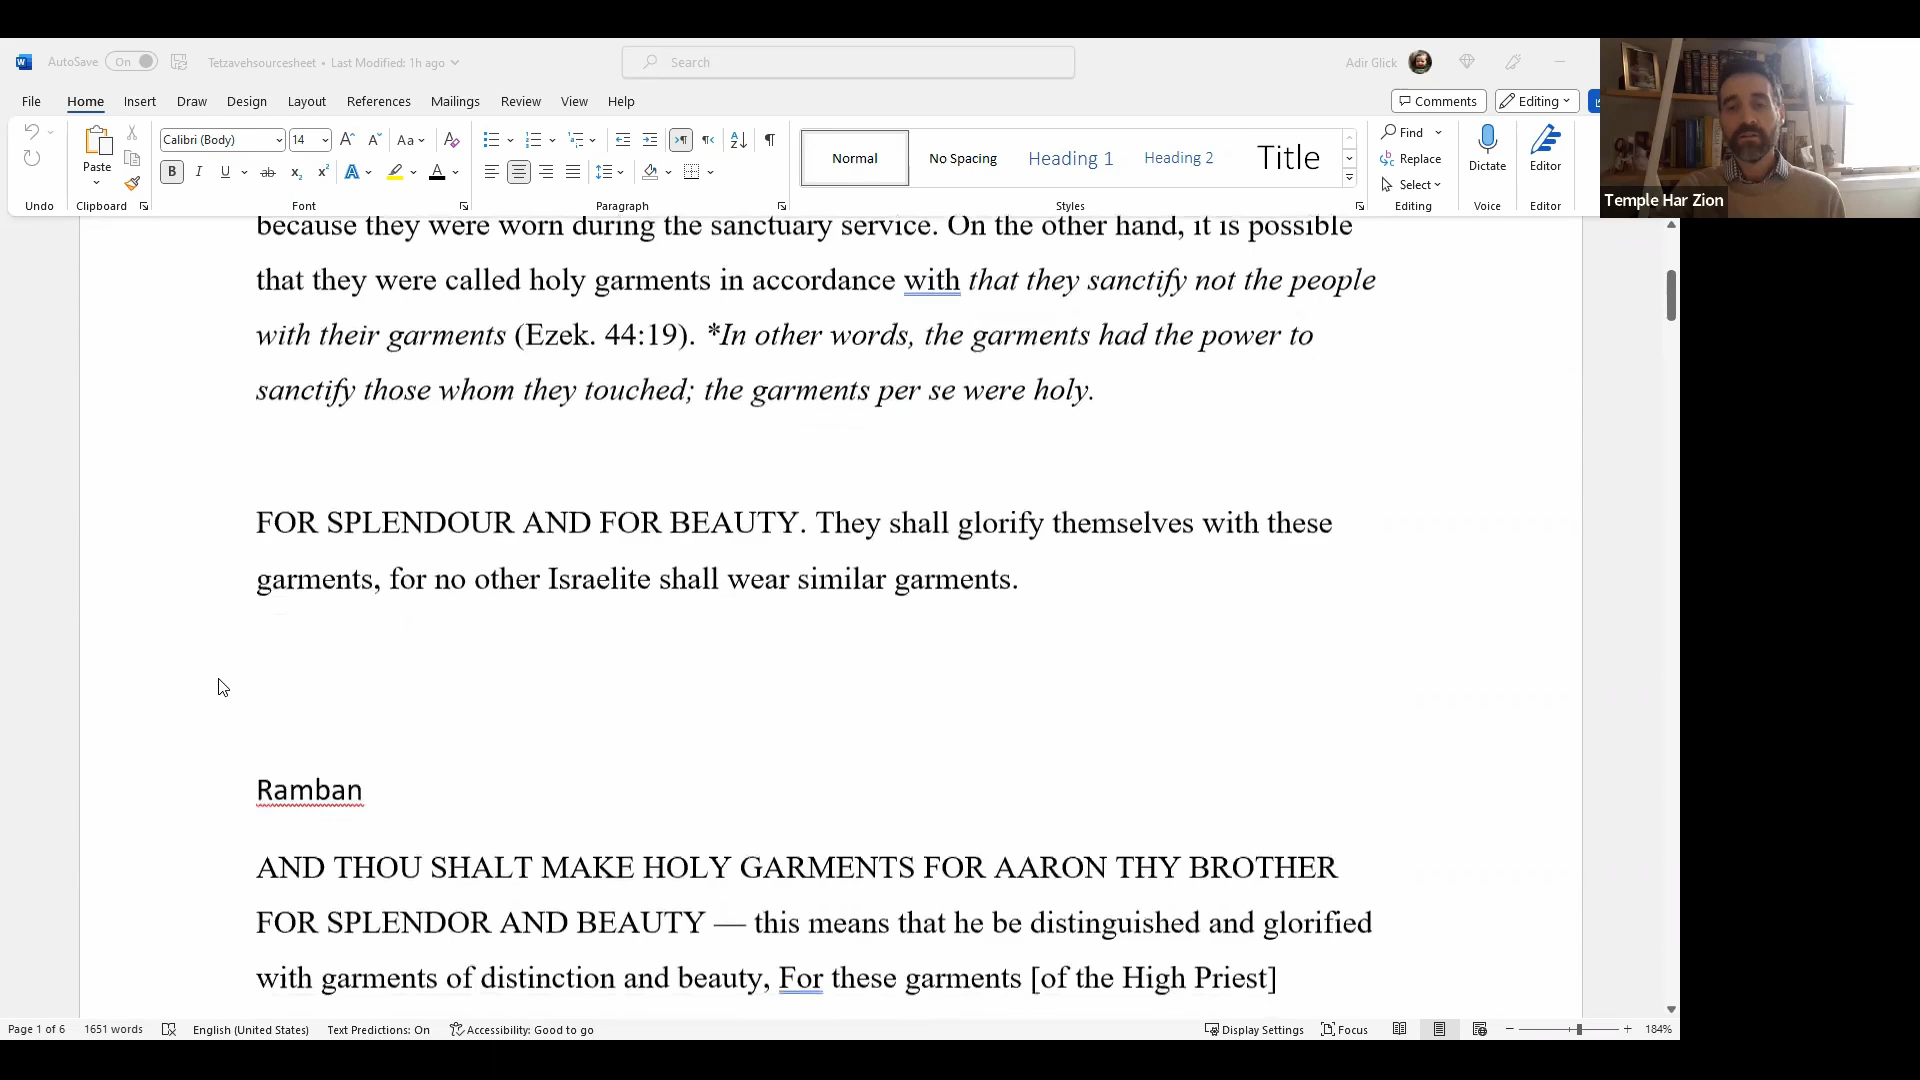 AutoSave On Tetzavehsourcesheet • Last Modified: 1h ago Search Adir Glick
File Home Insert Draw Design Layout References Mailings Review View Help Comments Editing
Paste Calibri (Body) 14 Aa Normal No Spacing Heading 1 Heading 2 Title Find Replace Select Dictate Editor
B I U ab x₂ x² A A
Undo Clipboard Font Paragraph Styles Editing Voice Editor
Temple Har Zion
because they were worn during the sanctuary service. On the other hand, it is possible
that they were called holy garments in accordance with that they sanctify not the people
with their garments (Ezek. 44:19). *In other words, the garments had the power to
sanctify those whom they touched; the garments per se were holy.
FOR SPLENDOUR AND FOR BEAUTY. They shall glorify themselves with these
garments, for no other Israelite shall wear similar garments.
Ramban
AND THOU SHALT MAKE HOLY GARMENTS FOR AARON THY BROTHER
FOR SPLENDOR AND BEAUTY — this means that he be distinguished and glorified
with garments of distinction and beauty, For these garments [of the High Priest]
Page 1 of 6 1651 words English (United States) Text Predictions: On Accessibility: Good to go Display Settings Focus 184%